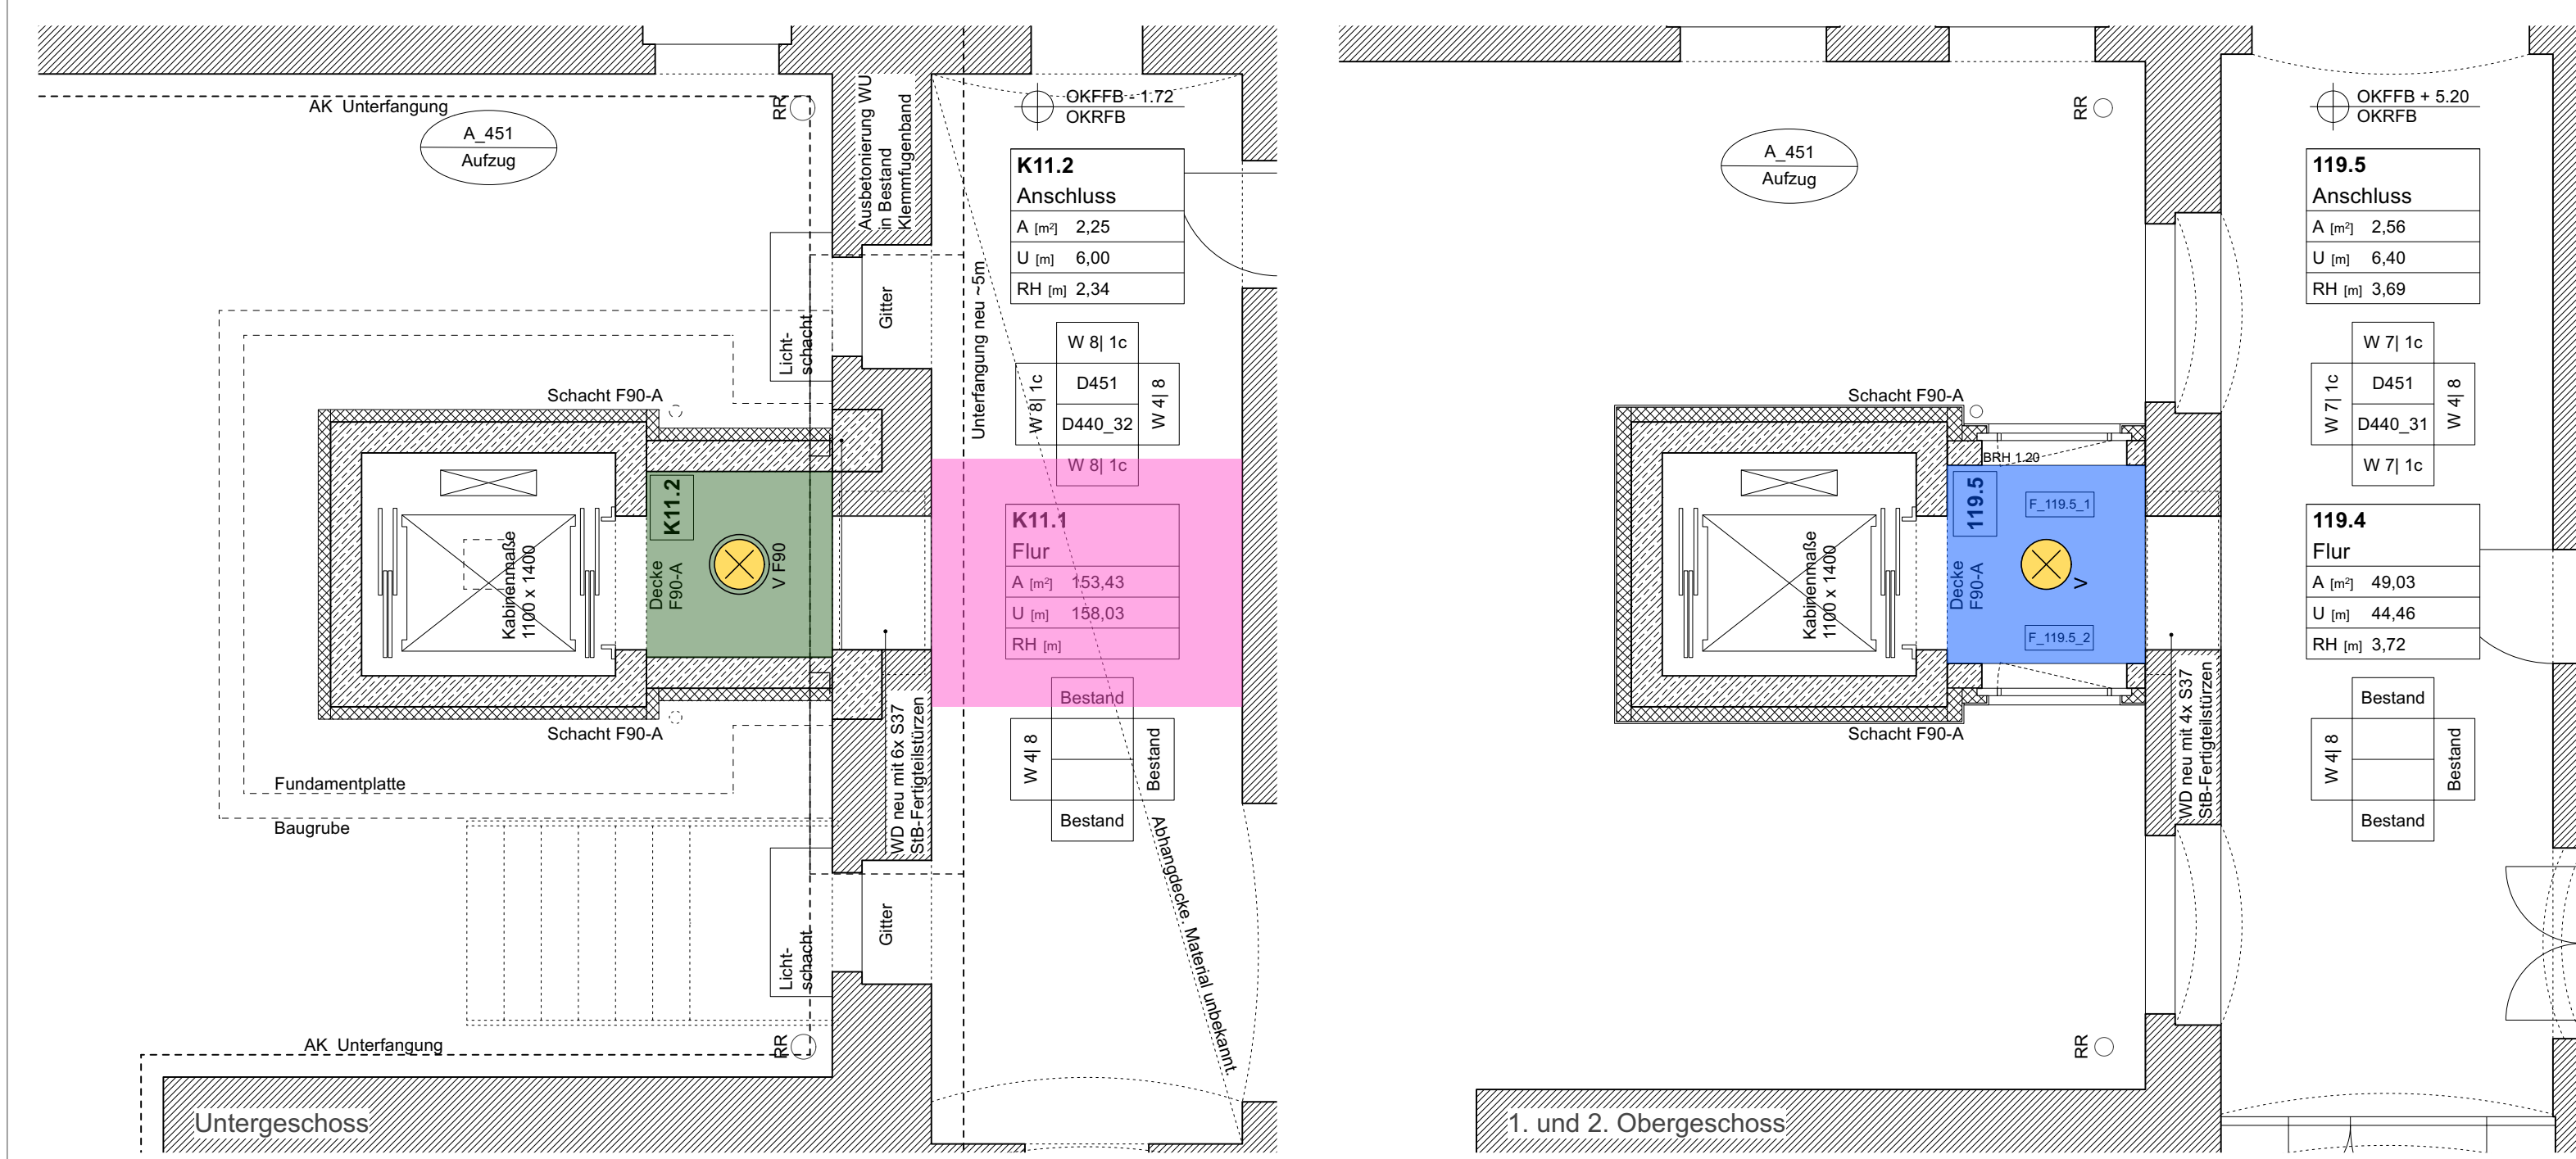 AK Unterfangung
A_451
Aufzug
RR
Ausbetonierung WU
in Bestand
Klemmfugenband
OKFFB - 1.72
OKRFB
K11.2
Anschluss
A [m²] 2,25
U [m] 6,00
RH [m] 2,34
W 8| 1c
W 8| 1c
D451
D440_32
W 4| 8
W 8| 1c
Unterfangung neu ~5m
Licht-
schacht
Gitter
Schacht F90-A
K11.2
Decke
F90-A
V F90
Kabinenmaße
1100 x 1400
K11.1
Flur
A [m²] 153,43
U [m] 158,03
RH [m]
Bestand
W 4| 8
Bestand
Bestand
Schacht F90-A
WD neu mit 6x S37
StB-Fertigteilstürzen
Fundamentplatte
Baugrube
Abhangdecke. Material unbekannt.
Licht-
schacht
Gitter
AK Unterfangung
RR
Untergeschoss
A_451
Aufzug
RR
OKFFB + 5.20
OKRFB
119.5
Anschluss
A [m²] 2,56
U [m] 6,40
RH [m] 3,69
W 7| 1c
W 7| 1c
D451
D440_31
W 4| 8
W 7| 1c
Schacht F90-A
BRH 1.20
119.5
F_119.5_1
Decke
F90-A
V
F_119.5_2
Kabinenmaße
1100 x 1400
119.4
Flur
A [m²] 49,03
U [m] 44,46
RH [m] 3,72
Bestand
W 4| 8
Bestand
Bestand
Schacht F90-A
WD neu mit 4x S37
StB-Fertigteilstürzen
RR
1. und 2. Obergeschoss